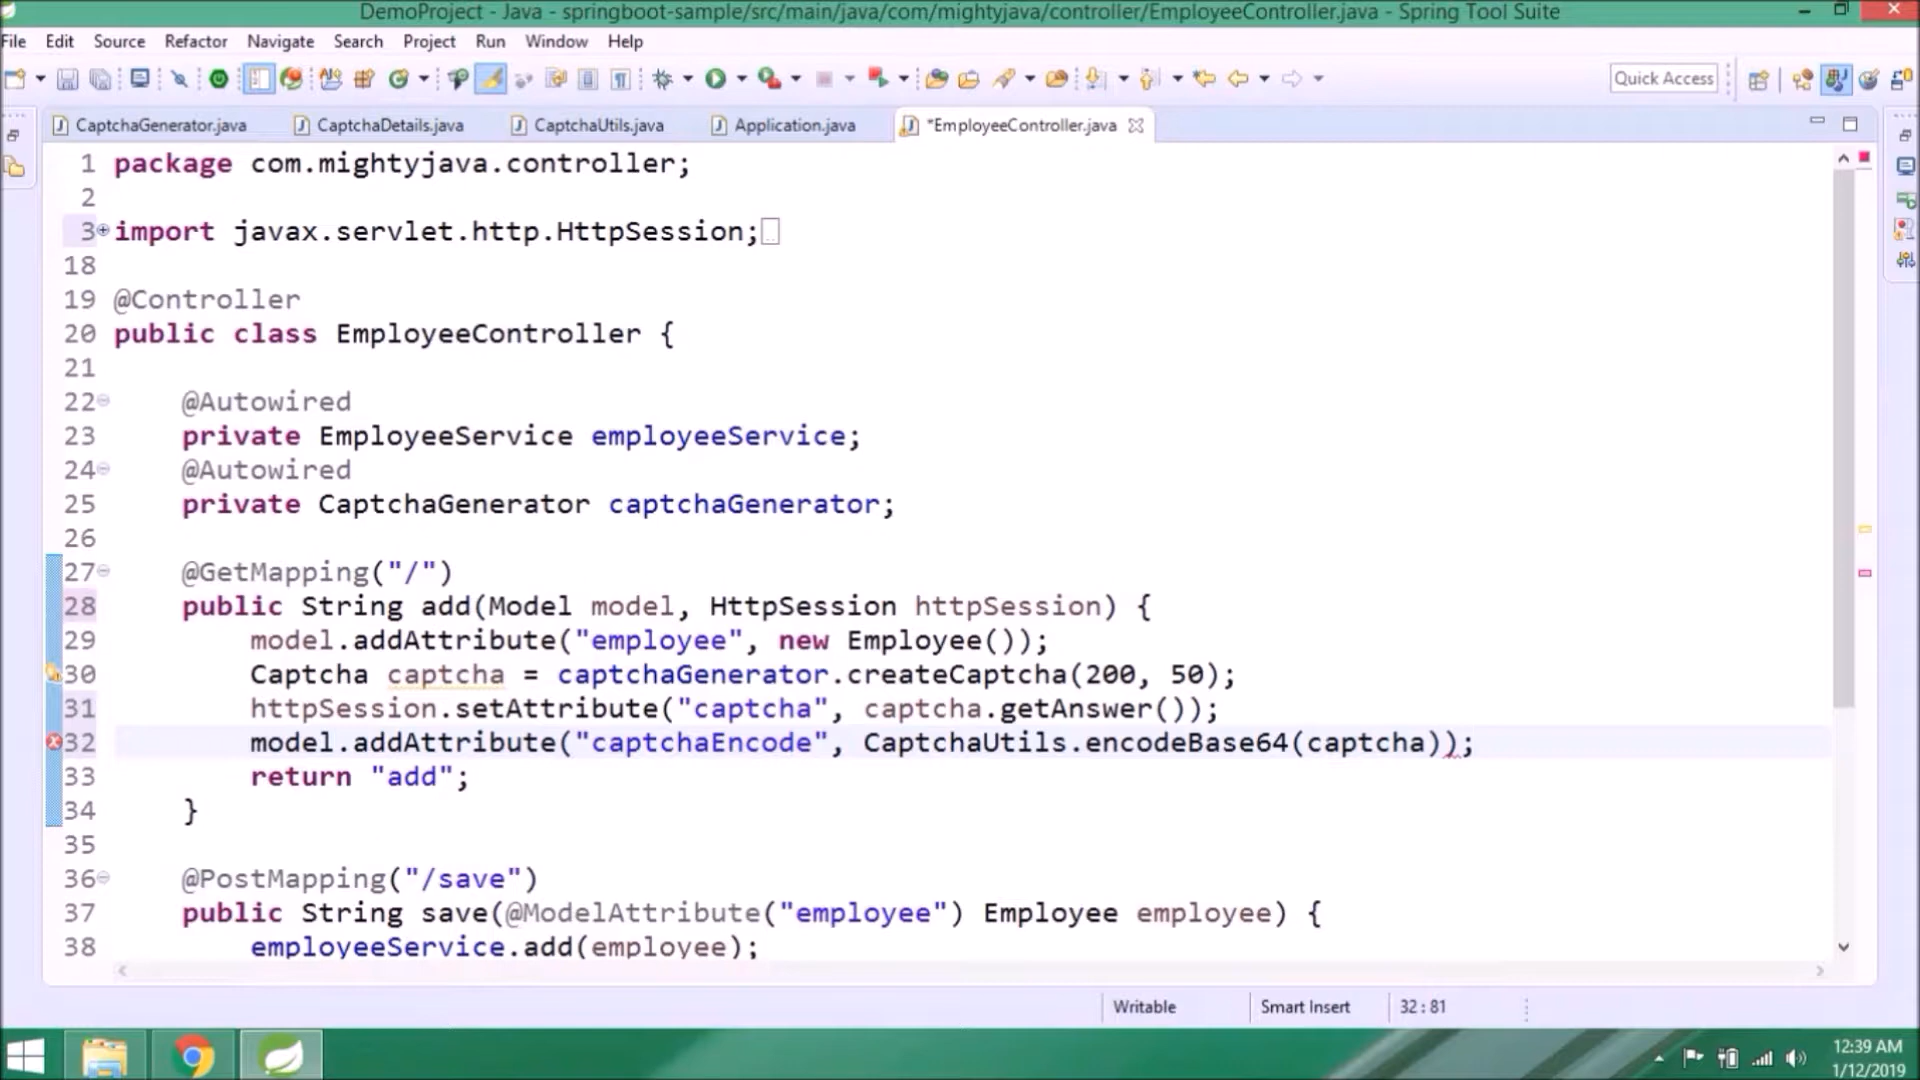 DemoProject - Java - springboot-sample/src/main/java/com/mightyjava/controller/EmployeeController.java - Spring Tool Suite
File Edit Source Refactor Navigate Search Project Run Window Help
Quick Access
CaptchaGenerator.java CaptchaDetails.java CaptchaUtils.java Application.java *EmployeeController.java
1 package com.mightyjava.controller;
2
3 import javax.servlet.http.HttpSession;
18
19 @Controller
20 public class EmployeeController {
21
22 @Autowired
23 private EmployeeService employeeService;
24 @Autowired
25 private CaptchaGenerator captchaGenerator;
26
27 @GetMapping("/")
28 public String add(Model model, HttpSession httpSession) {
29 model.addAttribute("employee", new Employee());
30 Captcha captcha = captchaGenerator.createCaptcha(200, 50);
31 httpSession.setAttribute("captcha", captcha.getAnswer());
32 model.addAttribute("captchaEncode", CaptchaUtils.encodeBase64(captcha));
33 return "add";
34 }
35
36 @PostMapping("/save")
37 public String save(@ModelAttribute("employee") Employee employee) {
38 employeeService.add(employee);
Writable Smart Insert 32 : 81
12:39 AM
1/12/2019